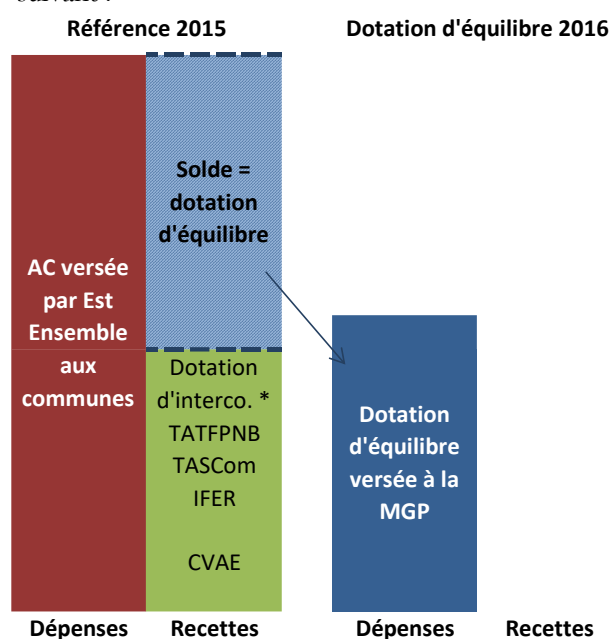 Référence 2015
Dotation d'équilibre 2016
Solde =
dotation
d'équilibre
AC versée
par Est
Ensemble
aux
communes
Dotation
d'interco. *
TATFPNB
TASCom
IFER
CVAE
Dotation
d'équilibre
versée à la
MGP
Dépenses
Recettes
Dépenses
Recettes